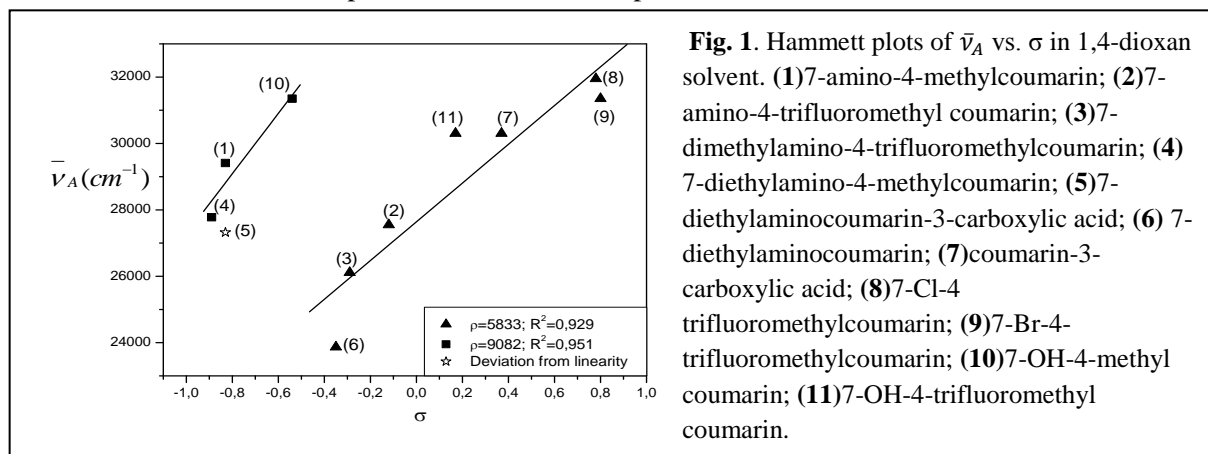 32000
30000
28000
26000
24000
ν̄_A (cm⁻¹)
(10)
(1)
(4)
(5)
(8)
(9)
(11)
(7)
(2)
(3)
(6)
ρ=5833; R²=0,929
ρ=9082; R²=0,951
Deviation from linearity
-1,0 -0,8 -0,6 -0,4 -0,2 0,0 0,2 0,4 0,6 0,8 1,0
σ
Fig. 1. Hammett plots of ν̄_A vs. σ in 1,4-dioxan
solvent. (1)7-amino-4-methylcoumarin; (2)7-
amino-4-trifluoromethyl coumarin; (3)7-
dimethylamino-4-trifluoromethylcoumarin; (4)
7-diethylamino-4-methylcoumarin; (5)7-
diethylaminocoumarin-3-carboxylic acid; (6) 7-
diethylaminocoumarin; (7)coumarin-3-
carboxylic acid; (8)7-Cl-4
trifluoromethylcoumarin; (9)7-Br-4-
trifluoromethylcoumarin; (10)7-OH-4-methyl
coumarin; (11)7-OH-4-trifluoromethyl
coumarin.